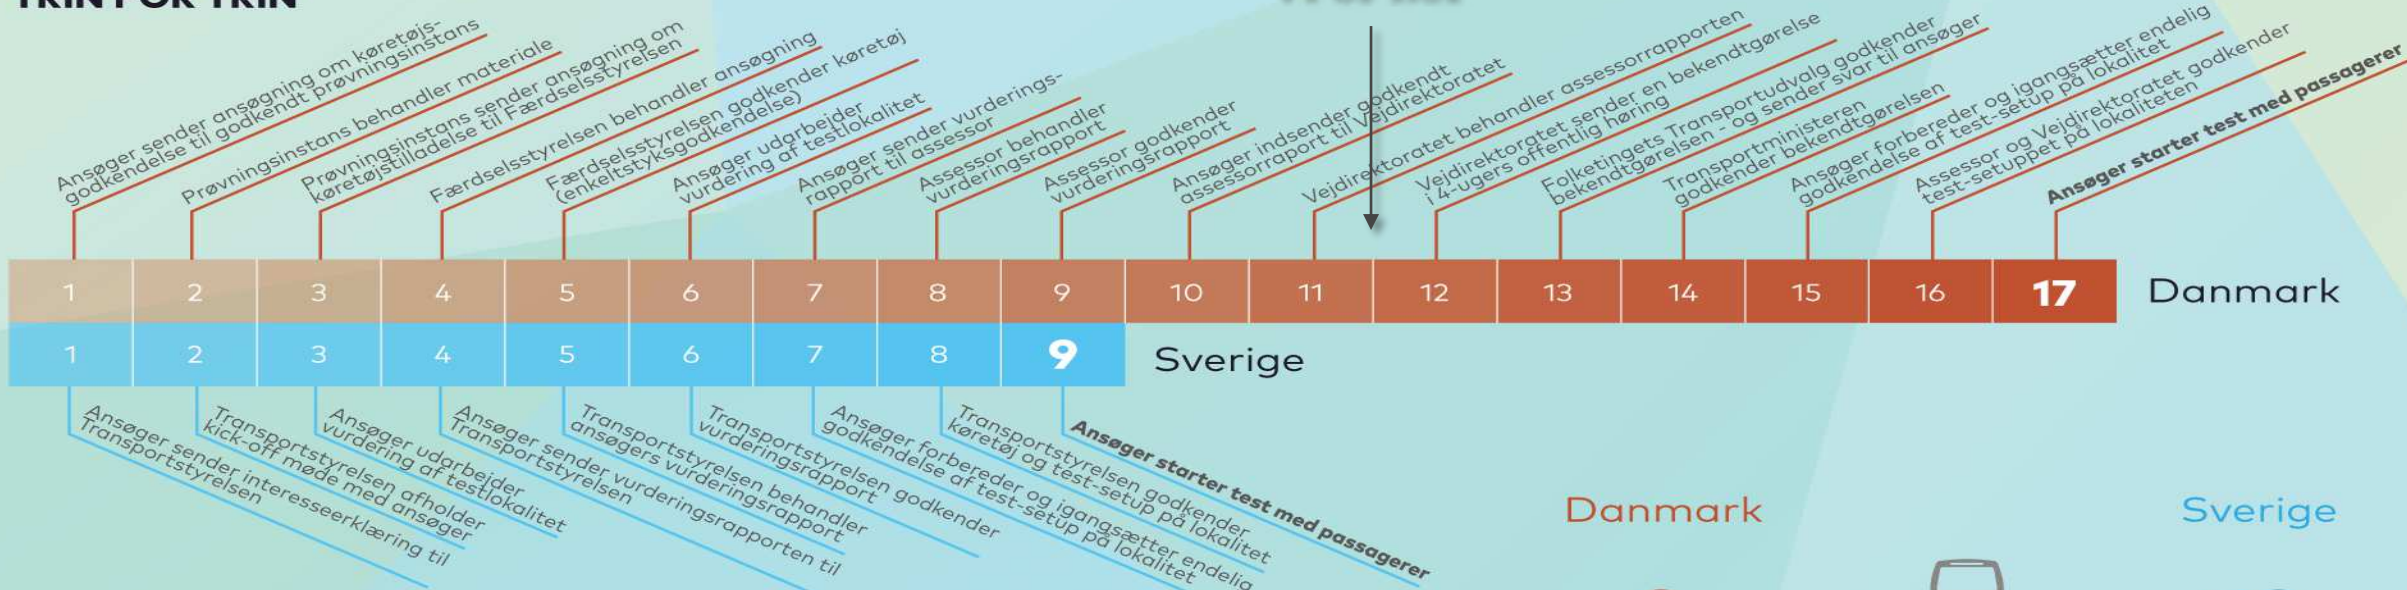 TRIN FOR TRIN
Ansøger sender ansøgning om køretøjs-
godkendelse til godkendt prøvningsinstans
Prøvningsinstans behandler materiale
Prøvningsinstans sender ansøgning om
køretøjstilladelse til Færdselsstyrelsen
Færdselsstyrelsen behandler ansøgning
Færdselsstyrelsen godkender køretøj
(enkeltstyksgodkendelse)
Ansøger udarbejder
vurdering af testlokalitet
Ansøger sender vurderings-
rapport til assessor
Assessor behandler
vurderingsrapport
Assessor godkender
vurderingsrapport
Ansøger indsender godkendt
assessorraport til Vejdirektoratet
Vejdirektoratet behandler assessorrapporten
Vejdirektoratet sender en bekendtgørelse
i 4-ugers offentlig høring
Folketingets Transportudvalg godkender
bekendtgørelsen - og sender svar til ansøger
Transportministeren
godkender bekendtgørelsen
Ansøger forbereder og igangsætter endelig
godkendelse af test-setup på lokalitet
Assessor og Vejdirektoratet godkender
test-setuppet på lokaliteten
Ansøger starter test med passagerer
1 2 3 4 5 6 7 8 9 10 11 12 13 14 15 16 17 Danmark
1 2 3 4 5 6 7 8 9 Sverige
Ansøger sender interesseerklæring til
Transportstyrelsen
Transportstyrelsen afholder
kick-off møde med ansøger
Ansøger udarbejder
vurdering af testlokalitet
Ansøger sender vurderingsrapporten til
Transportstyrelsen
Transportstyrelsen behandler
ansøgers vurderingsrapport
Transportstyrelsen godkender
vurderingsrapport
Ansøger forbereder og igangsætter endelig
godkendelse af test-setup på lokalitet
Transportstyrelsen godkender
køretøj og test-setup på lokalitet
Ansøger starter test med passagerer
Danmark
Sverige